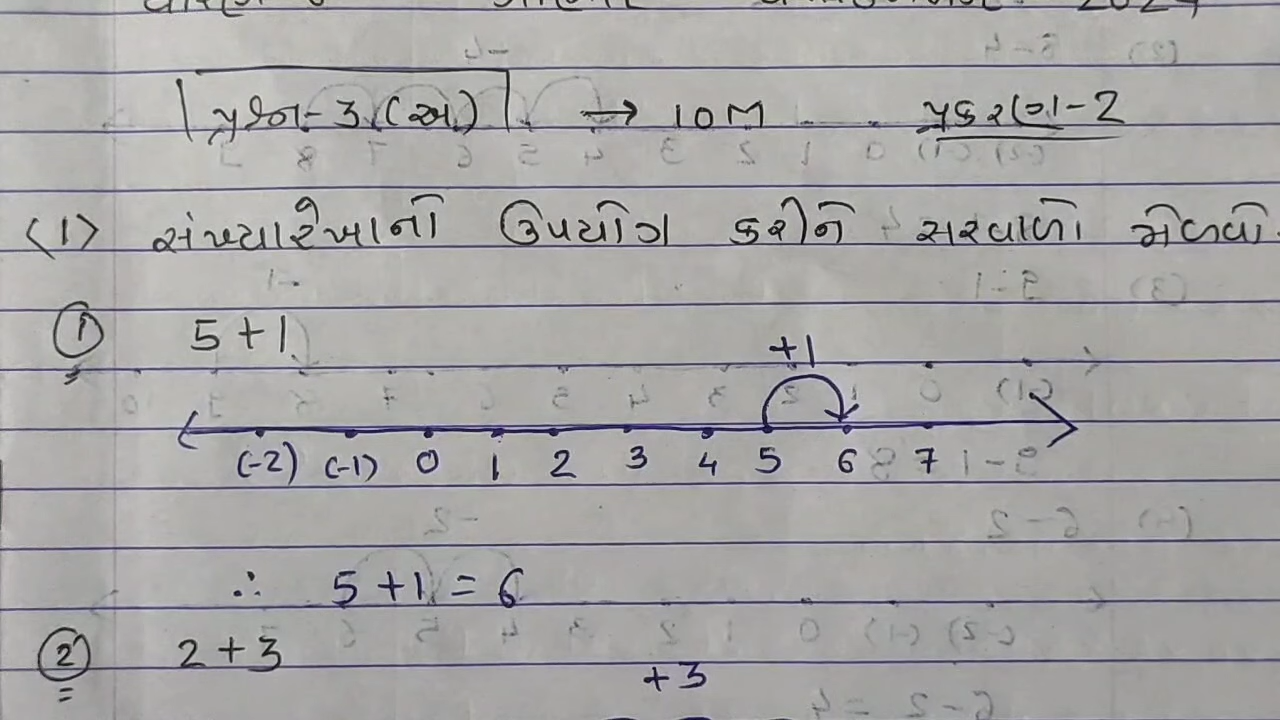 2024
પ્રશ્ન-3 (અ) → 10M પ્રકરણ-2
<1> સંખ્યારેખાનો ઉપયોગ કરીને સરવાળો મેળવો.
① 5+1
+1
(-2) (-1) 0 1 2 3 4 5 6 7
∴ 5+1 = 6
② 2+3
+3